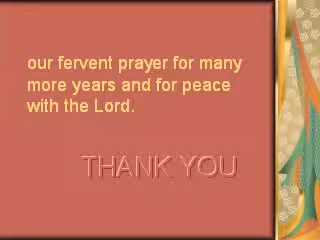 our fervent prayer for many
more years and for peace
with the Lord.
THANK YOU